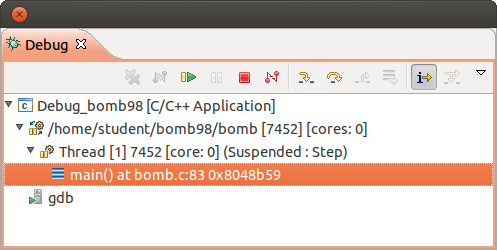 Debug
Debug_bomb98 [C/C++ Application]
/home/student/bomb98/bomb [7452] [cores: 0]
Thread [1] 7452 [core: 0] (Suspended : Step)
main() at bomb.c:83 0x8048b59
gdb